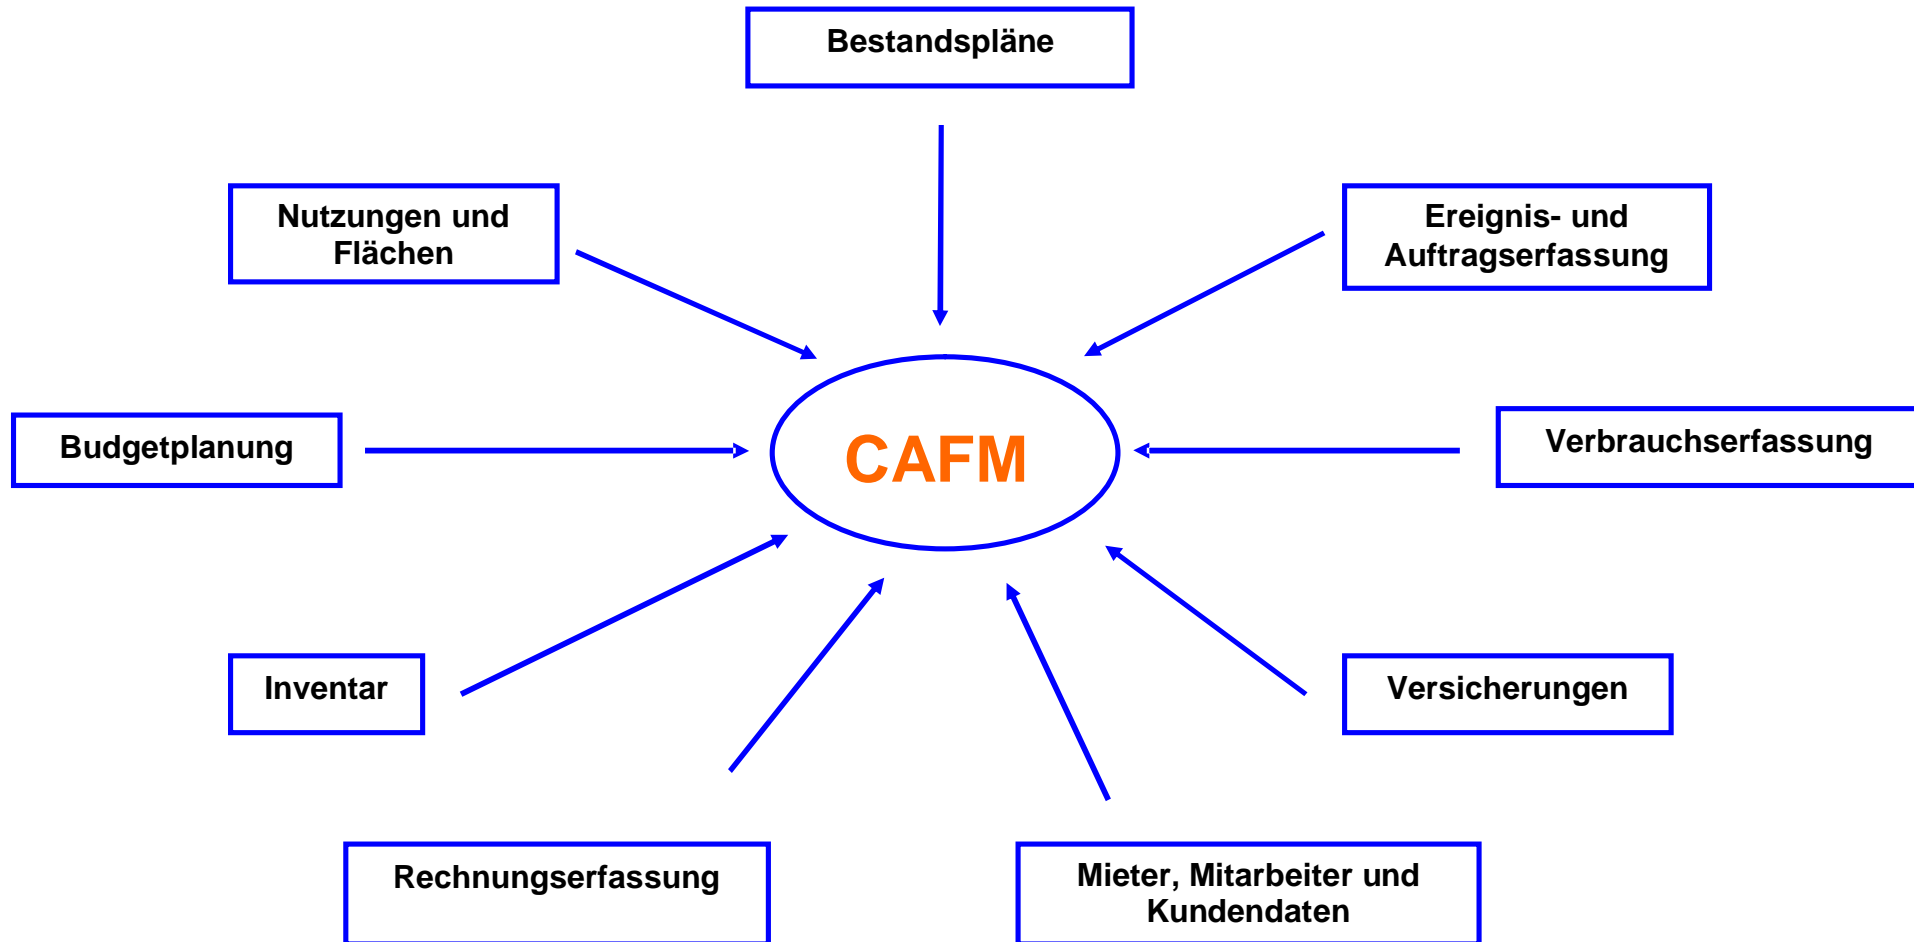 Bestandspläne
Nutzungen und
Flächen
Ereignis- und
Auftragserfassung
Budgetplanung
CAFM
Verbrauchserfassung
Inventar
Versicherungen
Rechnungserfassung
Mieter, Mitarbeiter und
Kundendaten